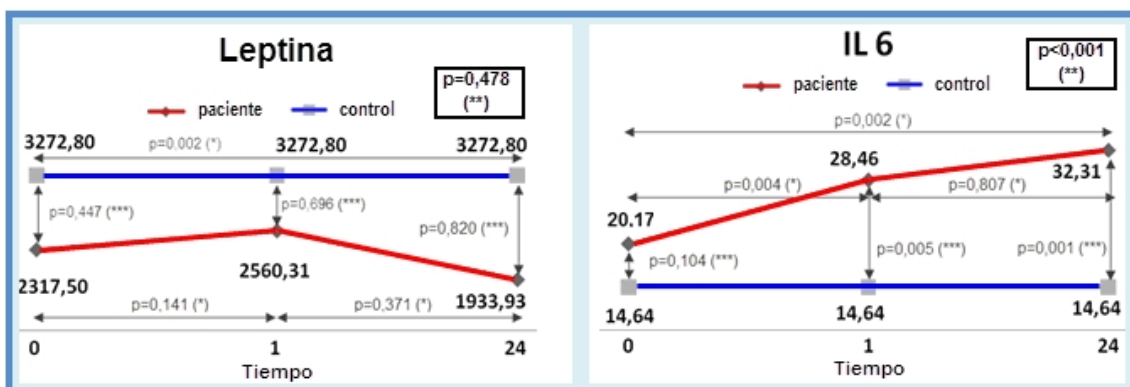 Leptina
p=0,478
(**)
paciente
control
3272,80
p=0,002 (*)
3272,80
3272,80
p=0,447 (***)
p=0,696 (***)
p=0,820 (***)
2317,50
2560,31
1933,93
p=0,141 (*)
p=0,371 (*)
0
1
24
Tiempo
IL 6
p<0,001
(**)
paciente
control
p=0,002 (*)
28,46
32,31
p=0,004 (*)
p=0,807 (*)
20,17
p=0,104 (***)
p=0,005 (***)
p=0,001 (***)
14,64
14,64
14,64
0
1
24
Tiempo